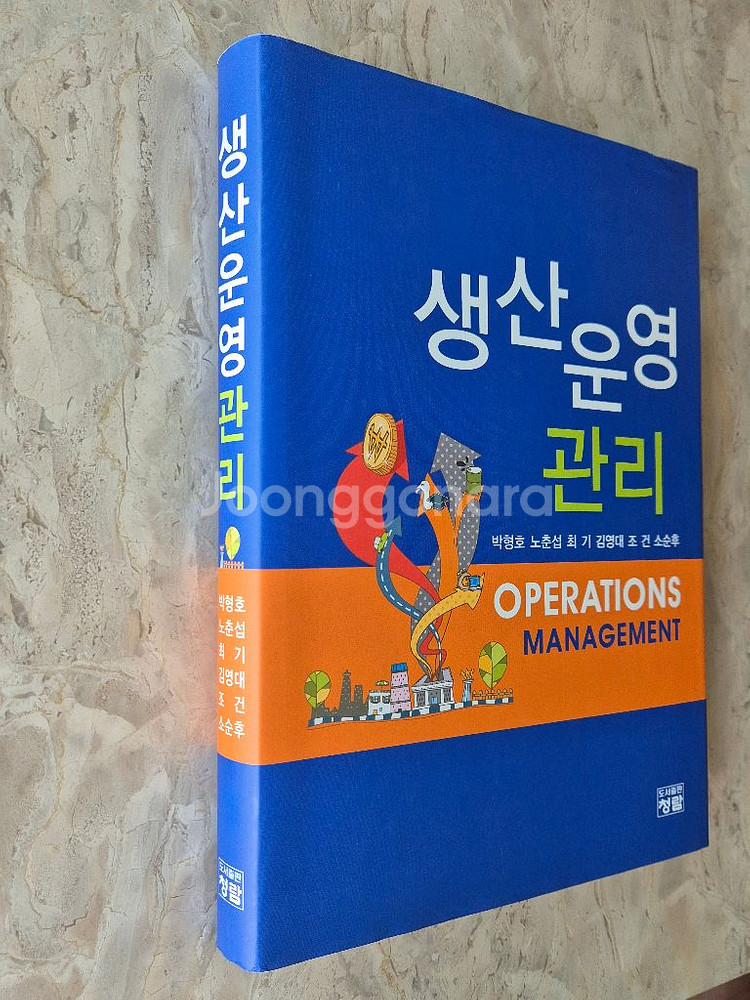 생산운영관리
박형호
노춘섭
최 기
김영대
조 건
소순후
도서출판
청람
생산운영
관리
박형호 노춘섭 최 기 김영대 조 건 소순후
OPERATIONS
MANAGEMENT
도서출판
청람
Joonggonara